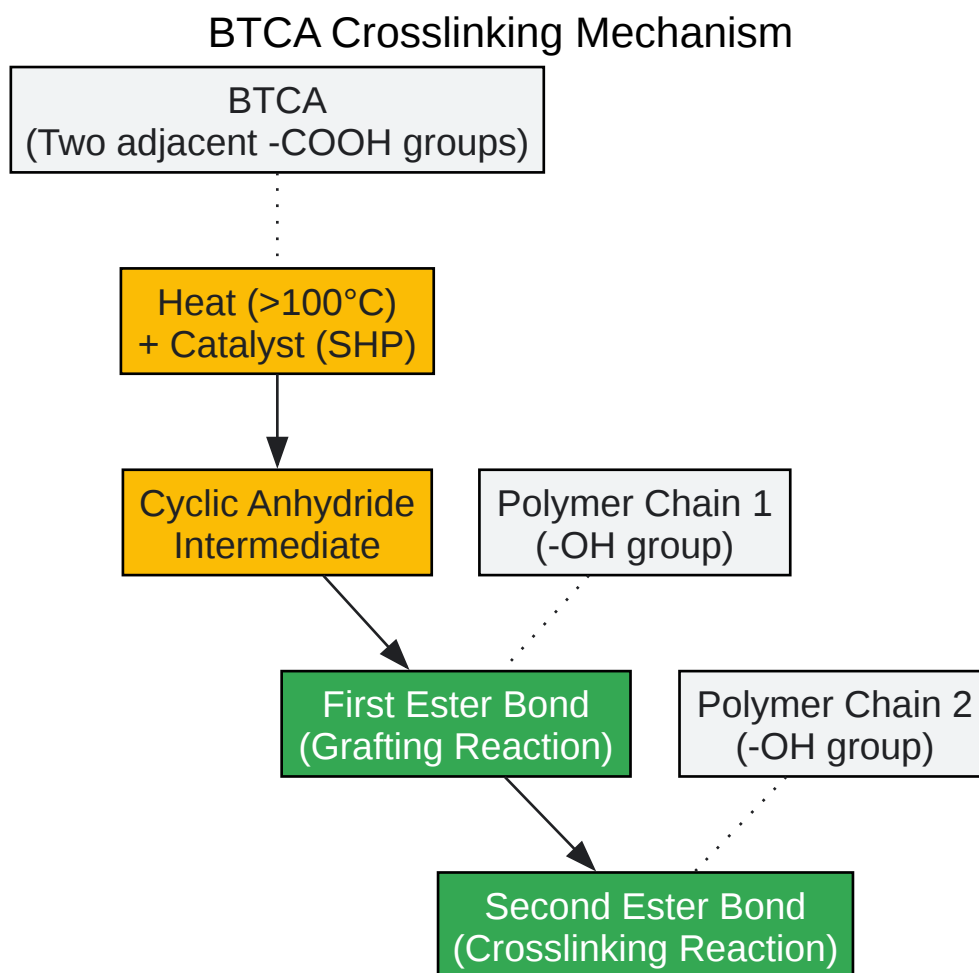 BTCA Crosslinking Mechanism
BTCA
(Two adjacent -COOH groups)
Heat (>100°C)
+ Catalyst (SHP)
Cyclic Anhydride
Intermediate
Polymer Chain 1
(-OH group)
First Ester Bond
(Grafting Reaction)
Polymer Chain 2
(-OH group)
Second Ester Bond
(Crosslinking Reaction)